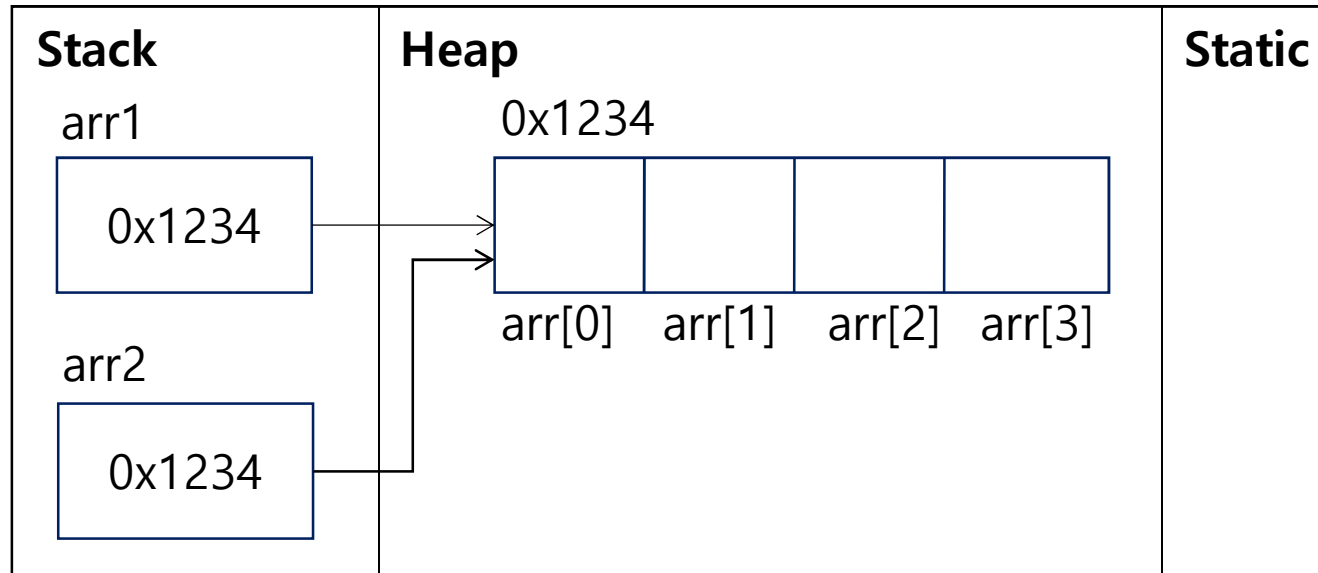 Stack
Heap
Static
arr1
0x1234
0x1234
arr[0] arr[1] arr[2] arr[3]
arr2
0x1234